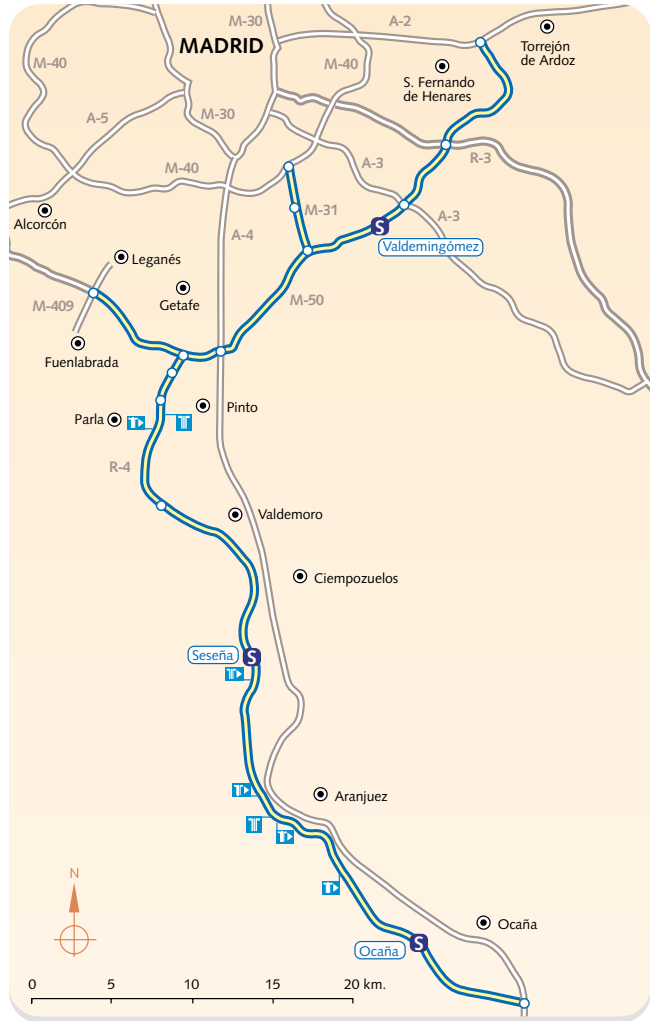 M-30
A-2
MADRID
Torrejón
de Ardoz
M-40
M-40
S. Fernando
de Henares
A-5
M-30
M-40
A-3
R-3
M-31
A-3
Alcorcón
A-4
S
Valdemingómez
Leganés
M-409
Getafe
M-50
Fuenlabrada
Parla
T
T
Pinto
R-4
Valdemoro
Ciempozuelos
Seseña
S
T
T
Aranjuez
T
T
T
N
Ocaña
Ocaña
S
0
5
10
15
20 km.